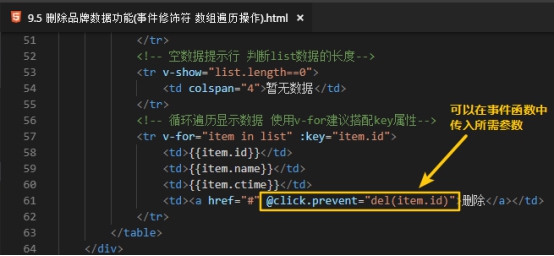 9.5 删除品牌数据功能(事件修饰符 数组遍历操作).html
51 </tr>
52 <!-- 空数据提示行 判断list数据的长度-->
53 <tr v-show="list.length==0">
54 <td colspan="4">暂无数据</td>
55 </tr>
56 <!-- 循环遍历显示数据 使用v-for建议搭配key属性-->
57 <tr v-for="item in list" :key="item.id">
58 <td>{{item.id}}</td>
59 <td>{{item.name}}</td>
60 <td>{{item.ctime}}</td>
61 <td><a href="#" @click.prevent="del(item.id)">删除</a></td>
62 </tr>
63 </table>
64 </div>
可以在事件函数中
传入所需参数